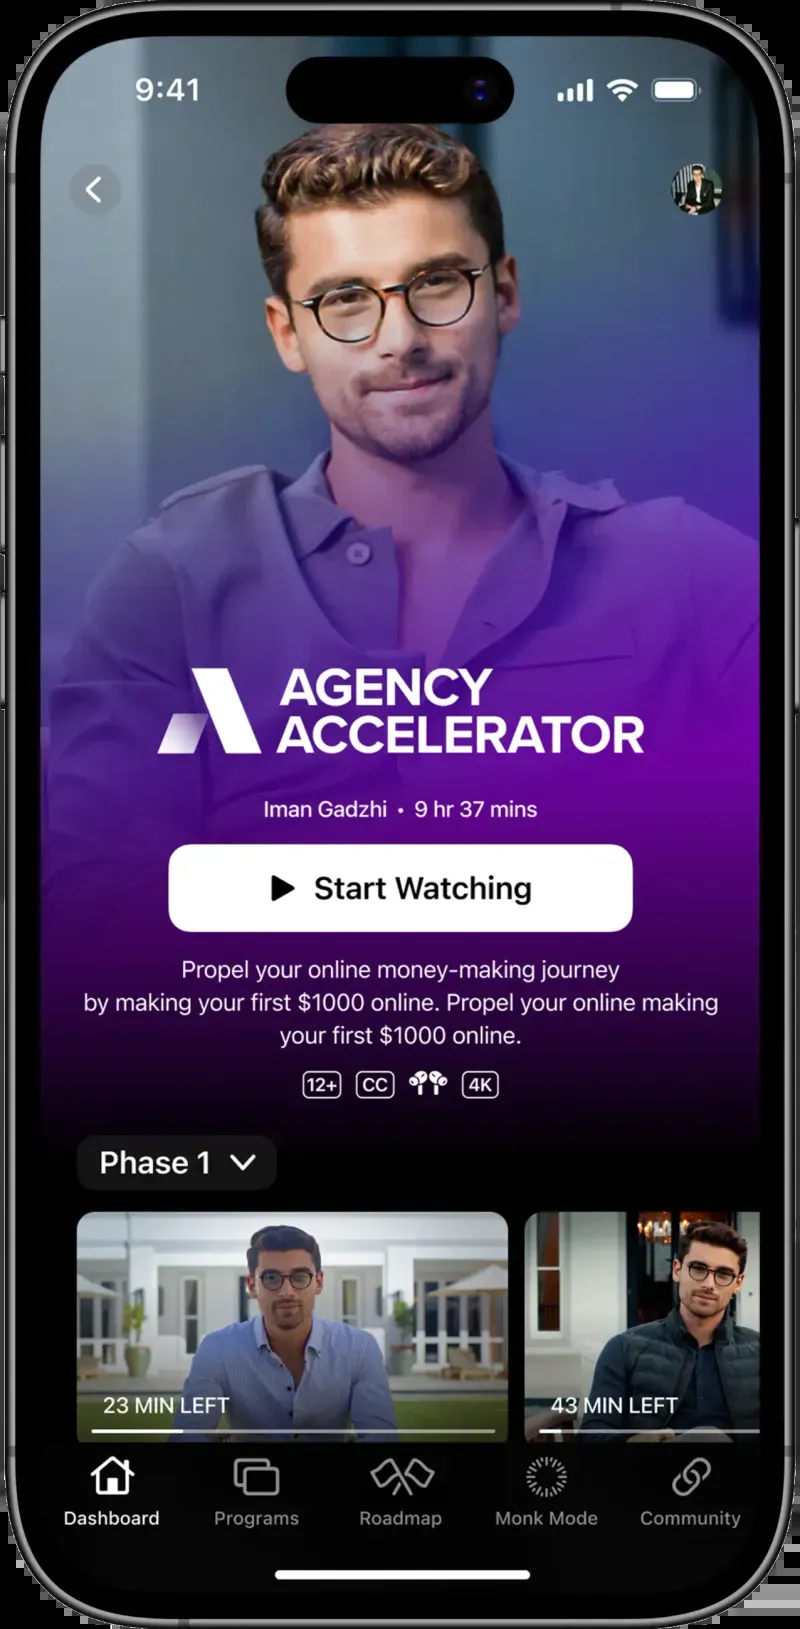 9:41
AGENCY
ACCELERATOR
Iman Gadzhi • 9 hr 37 mins
Start Watching
Propel your online money-making journey
by making your first $1000 online. Propel your online making
your first $1000 online.
12+ CC 4K
Phase 1
23 MIN LEFT
43 MIN LEFT
Dashboard Programs Roadmap Monk Mode Community